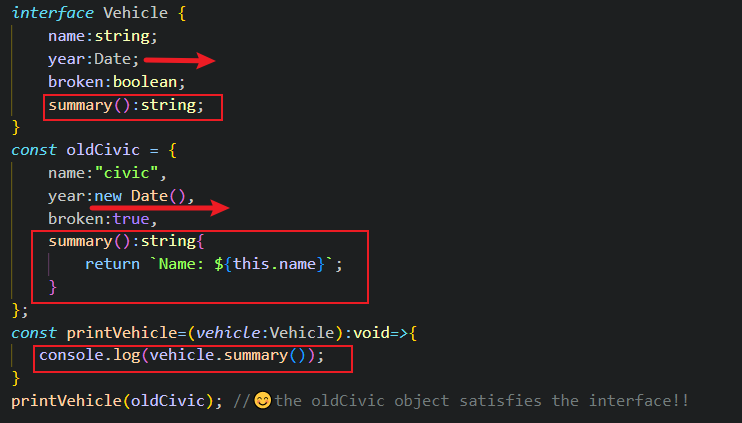 interface Vehicle {
    name:string;
    year:Date;
    broken:boolean;
    summary():string;
}
const oldCivic = {
    name:"civic",
    year:new Date(),
    broken:true,
    summary():string{
        return `Name: ${this.name}`;
    }
};
const printVehicle=(vehicle:Vehicle):void=>{
   console.log(vehicle.summary());
}
printVehicle(oldCivic); //😊the oldCivic object satisfies the interface!!